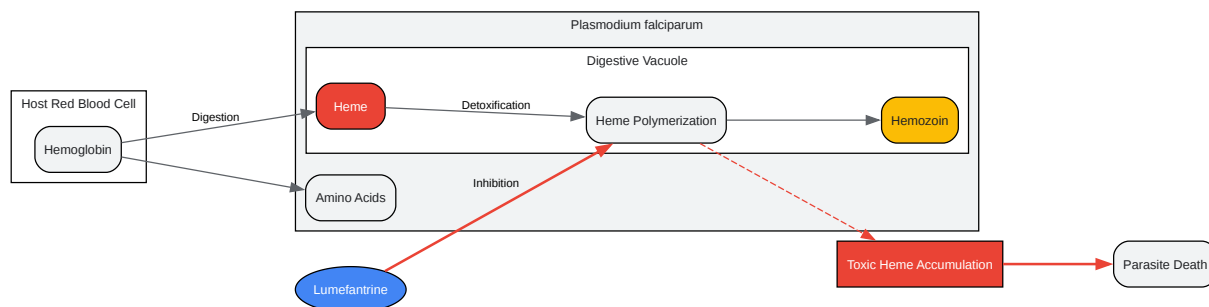 Plasmodium falciparum
Digestive Vacuole
Host Red Blood Cell
Hemoglobin
Digestion
Heme
Detoxification
Heme Polymerization
Hemozoin
Amino Acids
Inhibition
Lumefantrine
Toxic Heme Accumulation
Parasite Death